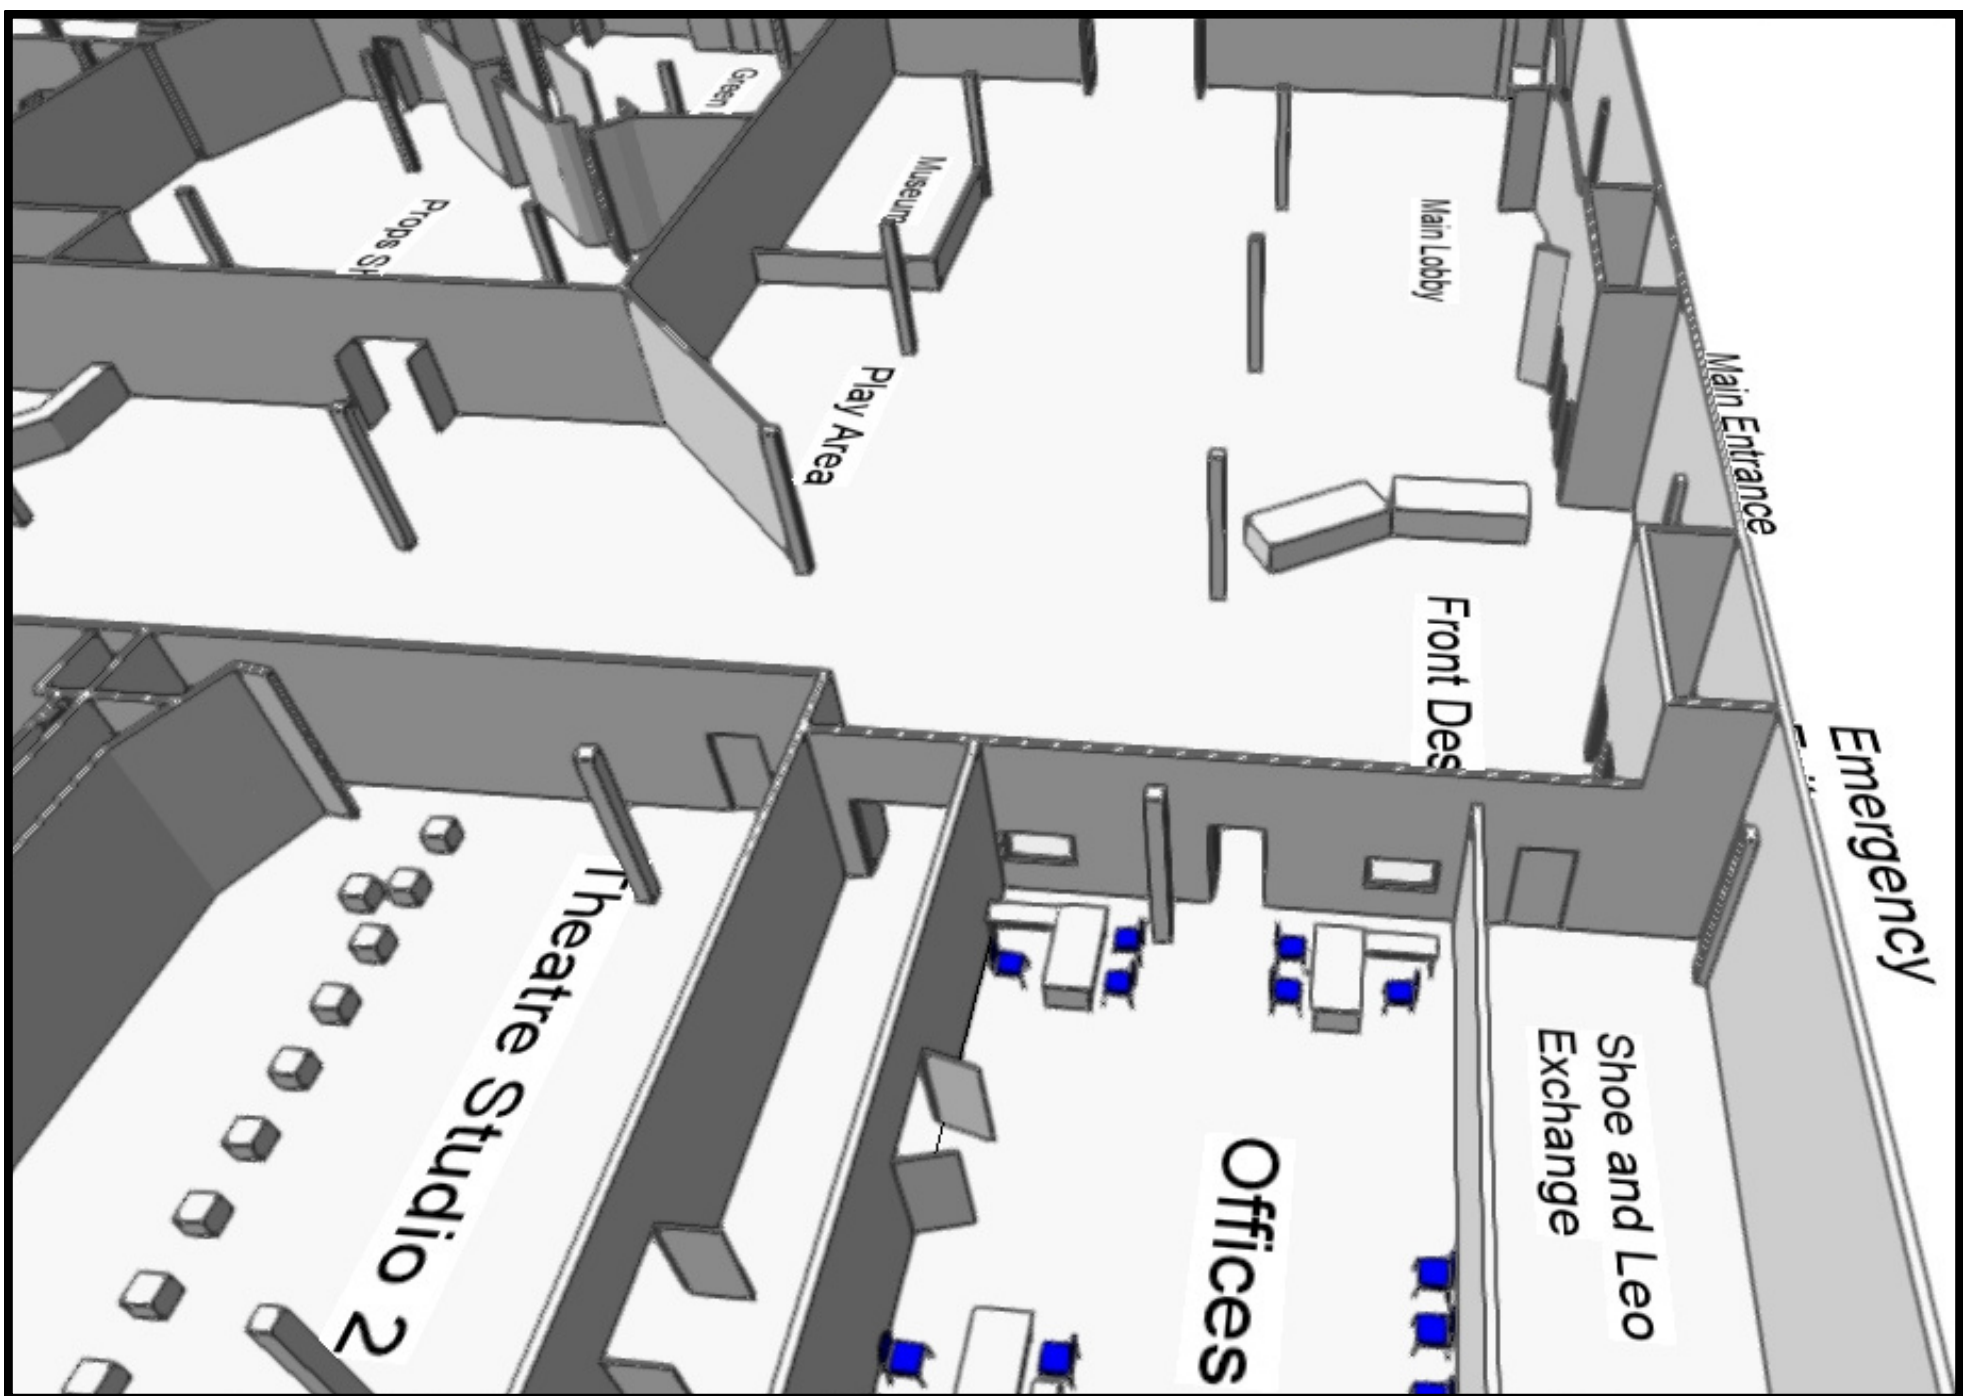 Green
Museum
Props Sh
Main Lobby
Play Area
Main Entrance
Front Des
Emergency
Theatre Studio 2
Offices
Shoe and Leo
Exchange